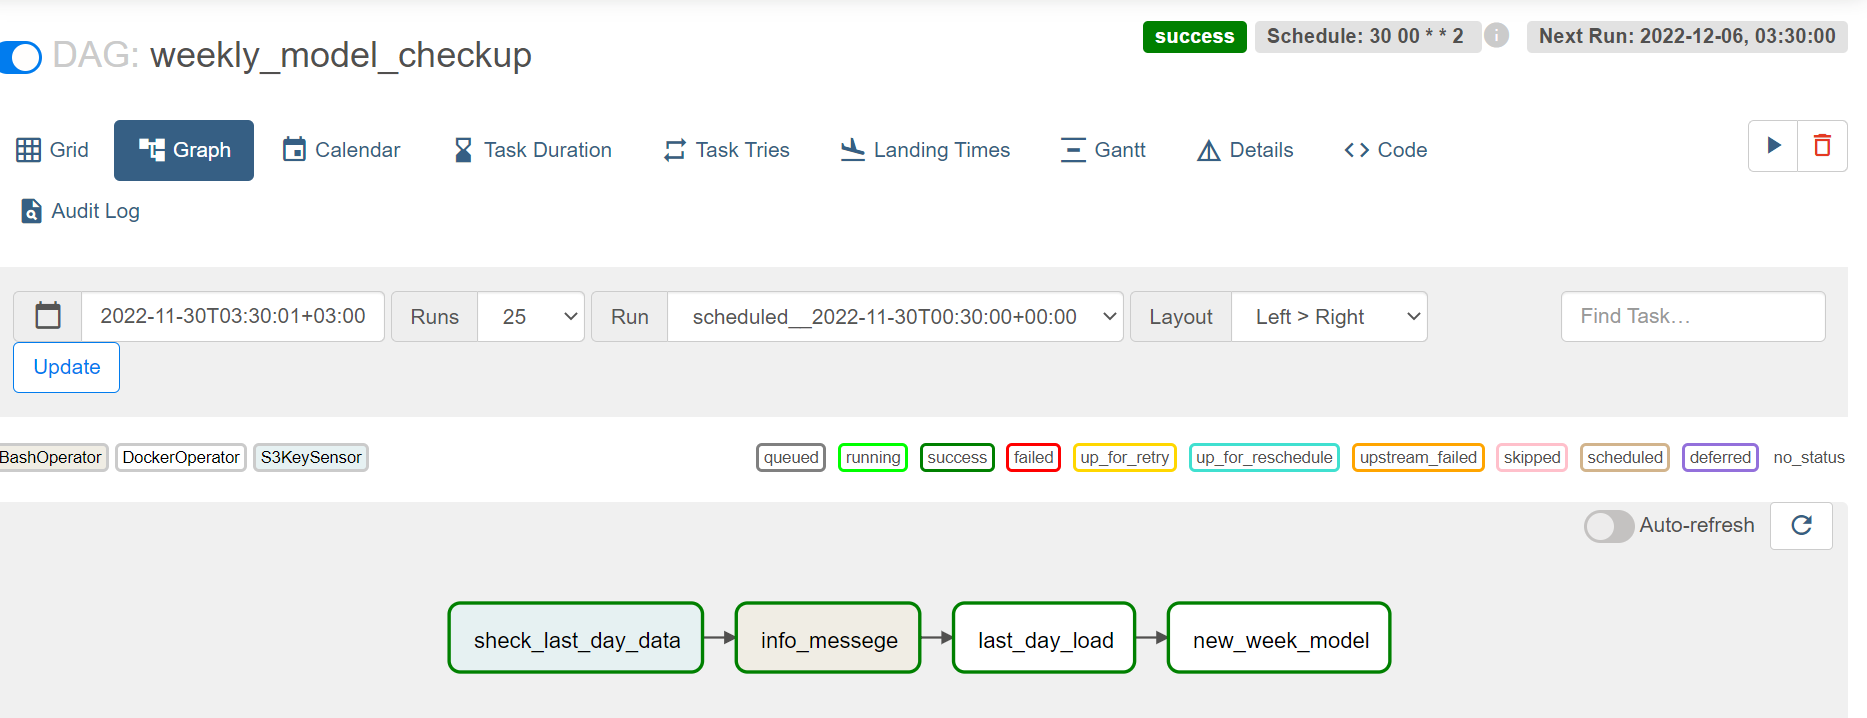 success Schedule: 30 00 * * 2 Next Run: 2022-12-06, 03:30:00
DAG: weekly_model_checkup
Grid Graph Calendar Task Duration Task Tries Landing Times Gantt Details Code
Audit Log
2022-11-30T03:30:01+03:00 Runs 25 Run scheduled__2022-11-30T00:30:00+00:00 Layout Left > Right Find Task...
Update
BashOperator DockerOperator S3KeySensor queued running success failed up_for_retry up_for_reschedule upstream_failed skipped scheduled deferred no_status
Auto-refresh
sheck_last_day_data info_messege last_day_load new_week_model